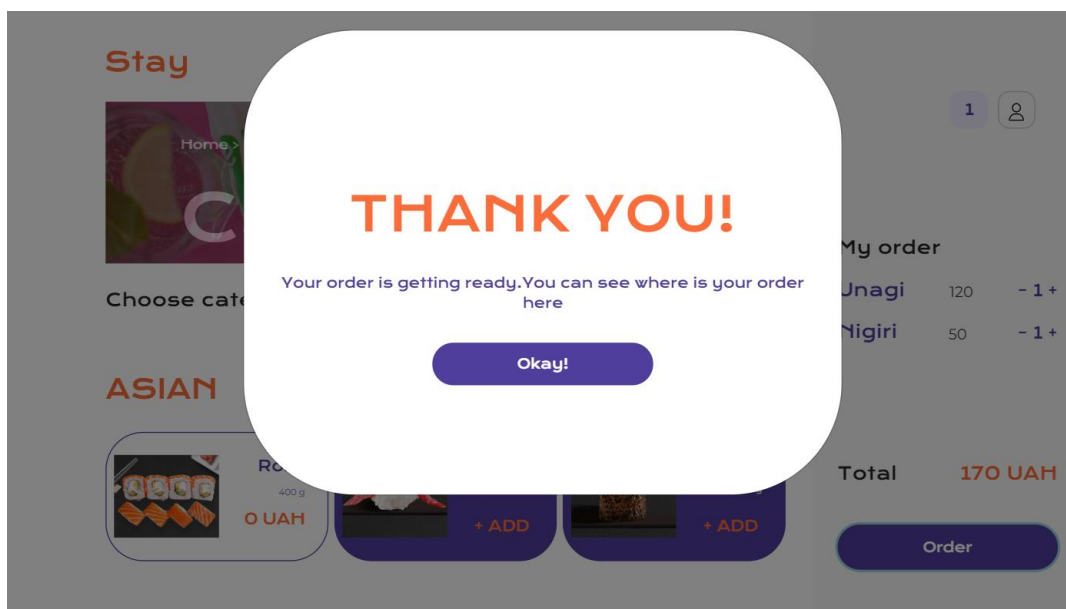 Stay
1
Home >
C
THANK YOU!
My order
Your order is getting ready.You can see where is your order
here
Choose cate
Unagi 120 - 1 +
Nigiri 50 - 1 +
Okay!
ASIAN
400 g
0 UAH
+ ADD
+ ADD
Total 170 UAH
Order